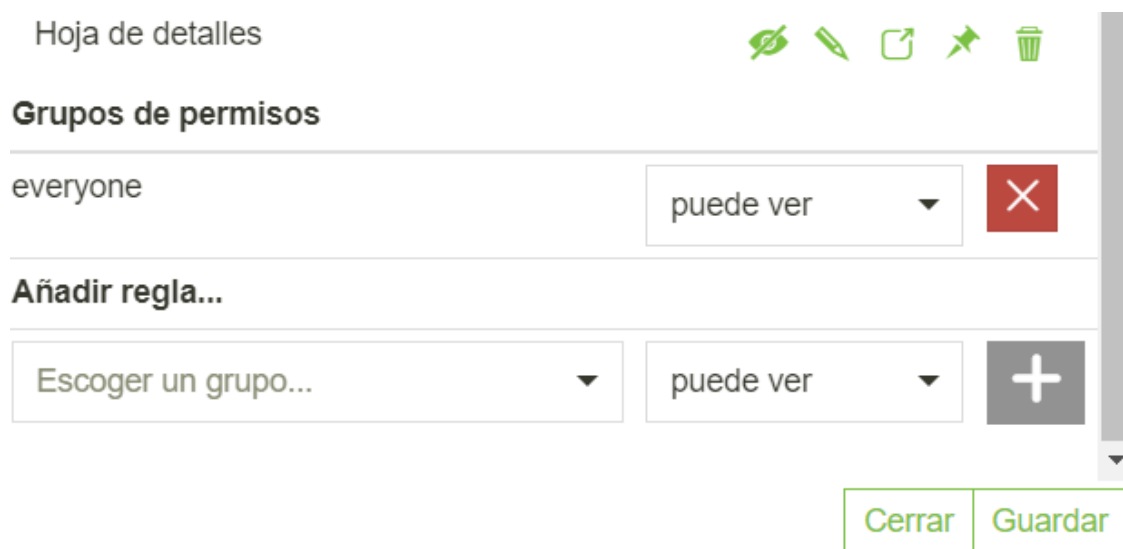 Hoja de detalles
Grupos de permisos
everyone
puede ver
Añadir regla...
Escoger un grupo...
puede ver
Cerrar
Guardar